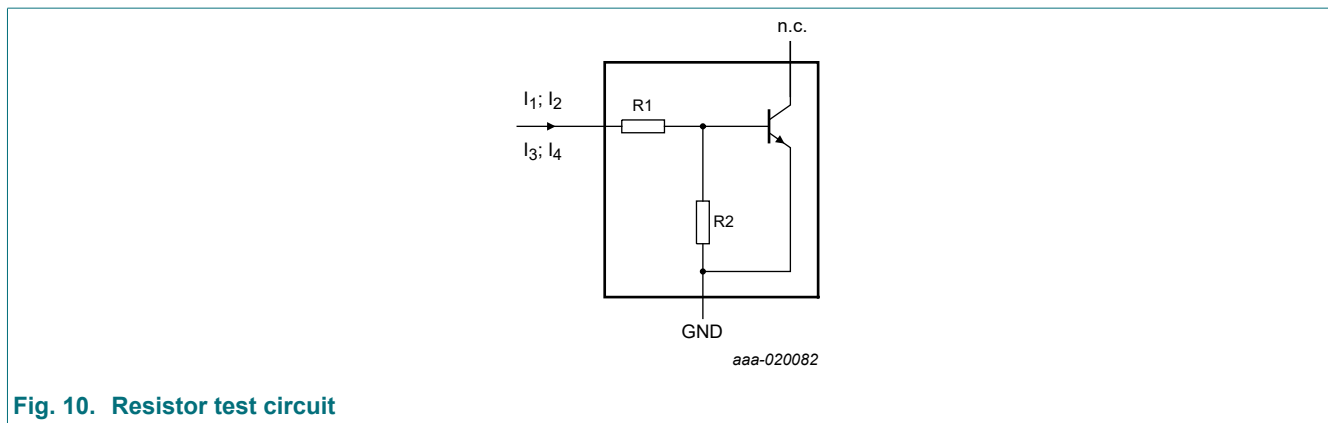 n.c.
I1; I2
R1
I3; I4
R2
GND
aaa-020082
Fig. 10. Resistor test circuit